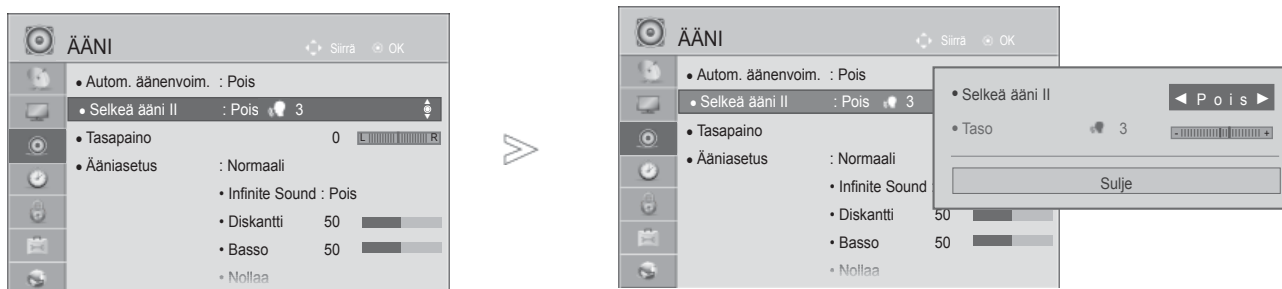 ÄÄNI
Siirrä OK
• Autom. äänenvoim. : Pois
• Selkeä ääni II : Pois 3
• Tasapaino 0 L R
• Ääniasetus : Normaali
• Infinite Sound : Pois
• Diskantti 50
• Basso 50
• Nollaa
ÄÄNI
Siirrä OK
• Autom. äänenvoim. : Pois
• Selkeä ääni II : Pois 3
• Tasapaino
• Ääniasetus : Normaali
• Infinite Sound :
• Diskantti 50
• Basso 50
• Nollaa
• Selkeä ääni II ◄ Pois ►
• Taso 3 - +
Sulje